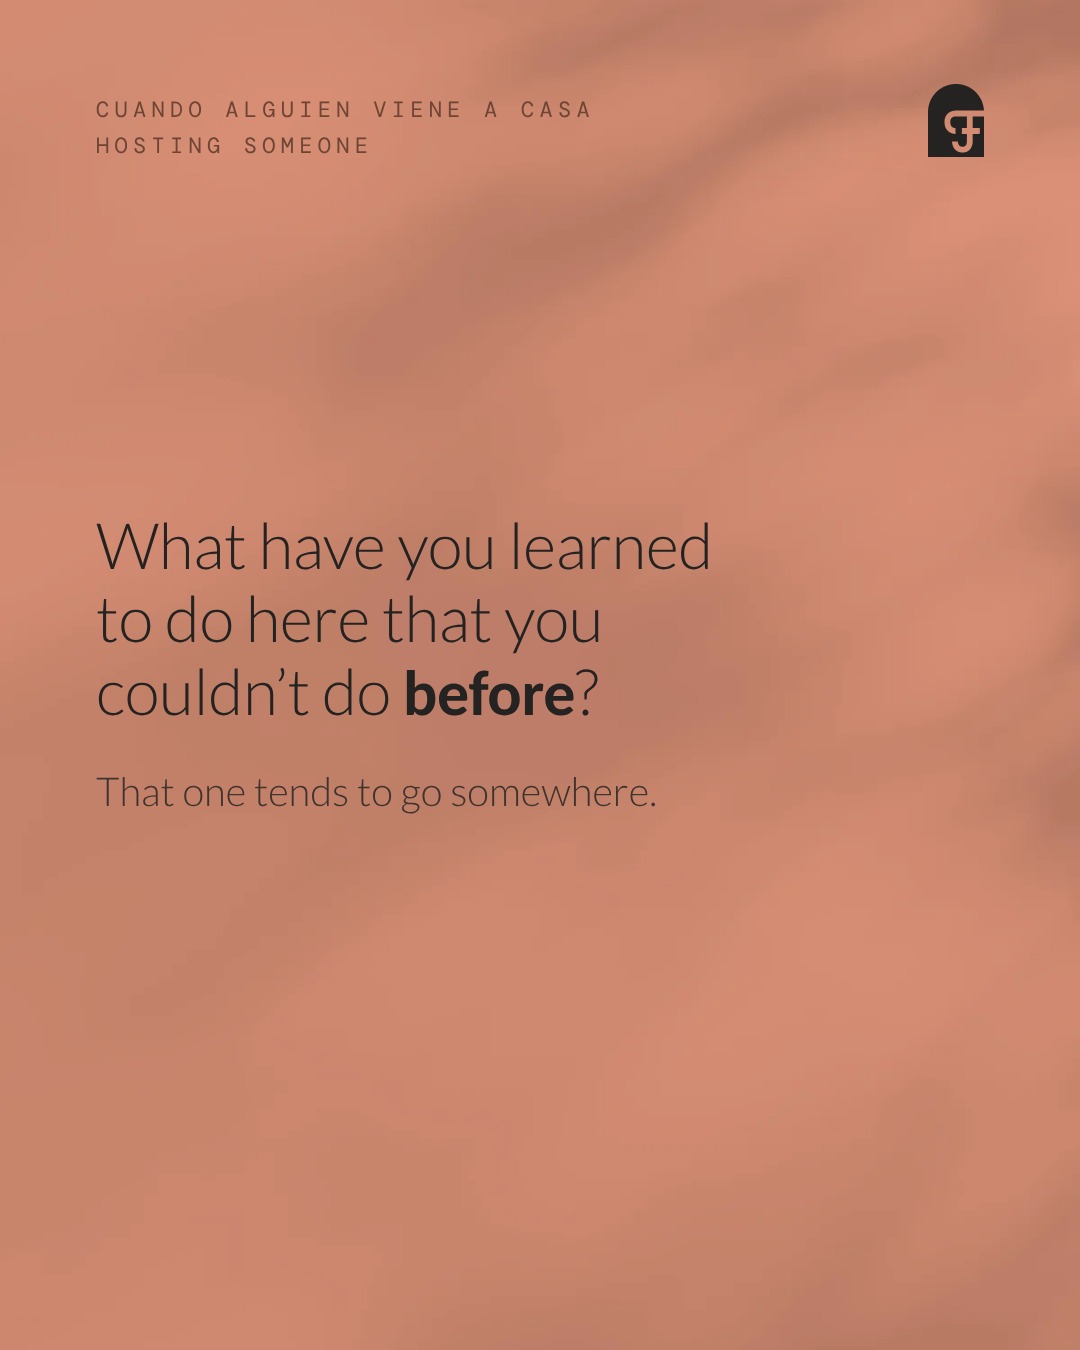 CUANDO ALGUIEN VIENE A CASA
HOSTING SOMEONE
What have you learned
to do here that you
couldn’t do before?
That one tends to go somewhere.